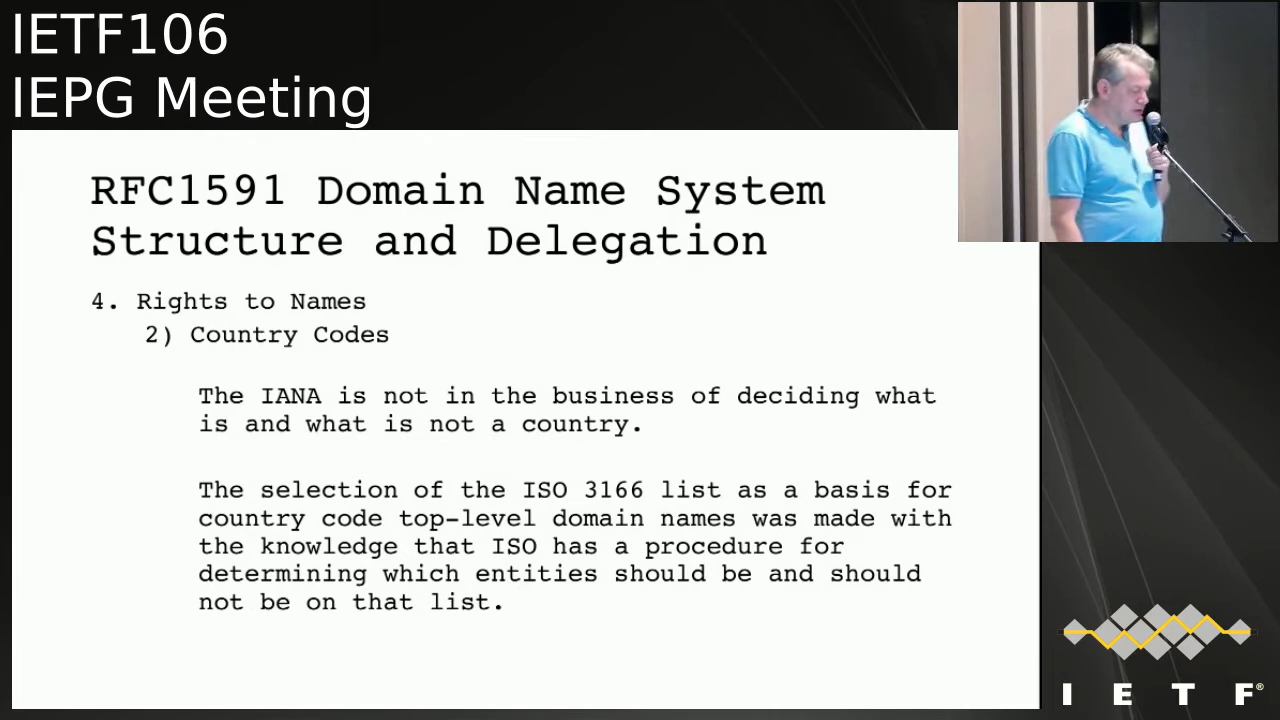 IETF106
IEPG Meeting
RFC1591 Domain Name System
Structure and Delegation
4. Rights to Names
2) Country Codes
The IANA is not in the business of deciding what
is and what is not a country.
The selection of the ISO 3166 list as a basis for
country code top-level domain names was made with
the knowledge that ISO has a procedure for
determining which entities should be and should
not be on that list.
I E T F®